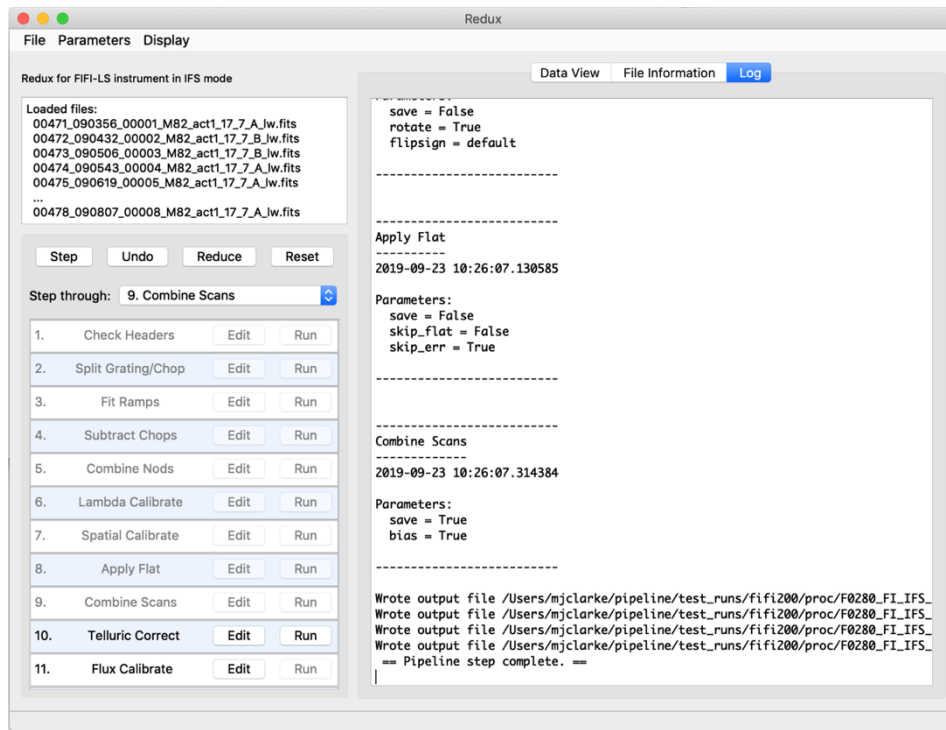 Redux
File Parameters Display
Redux for FIFI-LS instrument in IFS mode
Loaded files:
00471_090356_00001_M82_act1_17_7_A_lw.fits
00472_090432_00002_M82_act1_17_7_B_lw.fits
00473_090506_00003_M82_act1_17_7_B_lw.fits
00474_090543_00004_M82_act1_17_7_A_lw.fits
00475_090619_00005_M82_act1_17_7_A_lw.fits
...
00478_090807_00008_M82_act1_17_7_A_lw.fits
Step Undo Reduce Reset
Step through: 9. Combine Scans
1. Check Headers Edit Run
2. Split Grating/Chop Edit Run
3. Fit Ramps Edit Run
4. Subtract Chops Edit Run
5. Combine Nods Edit Run
6. Lambda Calibrate Edit Run
7. Spatial Calibrate Edit Run
8. Apply Flat Edit Run
9. Combine Scans Edit Run
10. Telluric Correct Edit Run
11. Flux Calibrate Edit Run
Data View File Information Log
save = False
rotate = True
flipsign = default
---------------------------
---------------------------
Apply Flat
----------
2019-09-23 10:26:07.130585
Parameters:
save = False
skip_flat = False
skip_err = True
---------------------------
---------------------------
Combine Scans
-------------
2019-09-23 10:26:07.314384
Parameters:
save = True
bias = True
---------------------------
Wrote output file /Users/mjclarke/pipeline/test_runs/fifi200/proc/F0280_FI_IFS_
Wrote output file /Users/mjclarke/pipeline/test_runs/fifi200/proc/F0280_FI_IFS_
Wrote output file /Users/mjclarke/pipeline/test_runs/fifi200/proc/F0280_FI_IFS_
Wrote output file /Users/mjclarke/pipeline/test_runs/fifi200/proc/F0280_FI_IFS_
== Pipeline step complete. ==